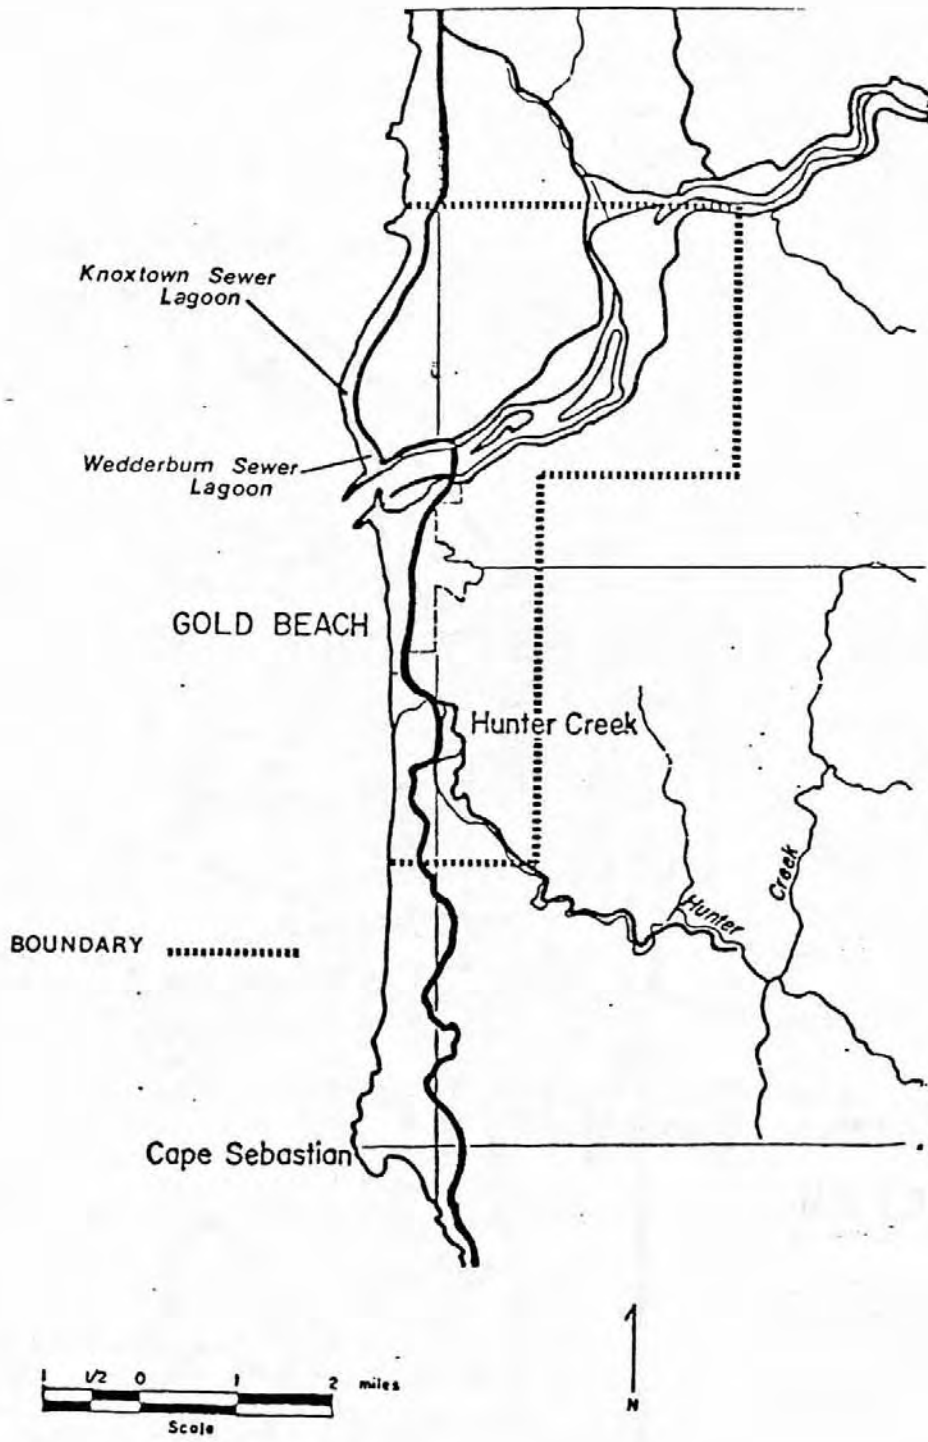 Knoxtown Sewer
Lagoon
Wedderburn Sewer
Lagoon
GOLD BEACH
Hunter Creek
Hunter
Creek
BOUNDARY
Cape Sebastian
N
1 1/2 0 1 2 miles
Scale